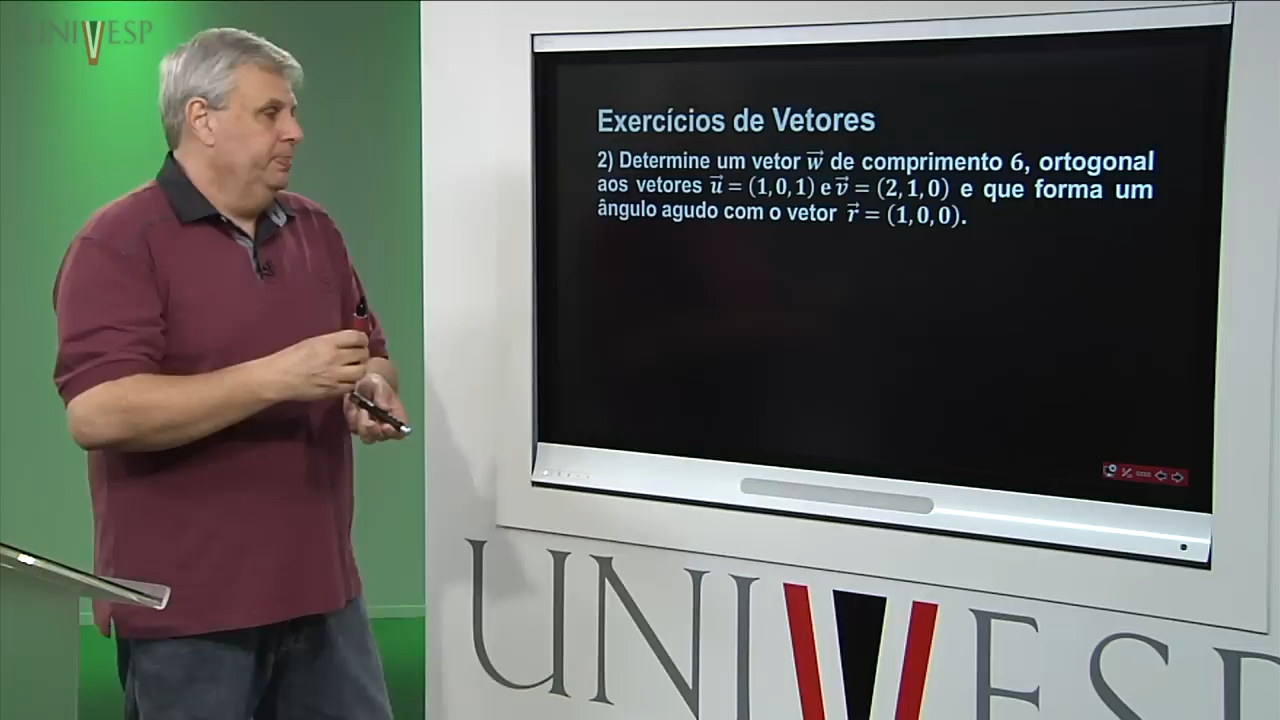 UNIVESP
Exercícios de Vetores
2) Determine um vetor w⃗ de comprimento 6, ortogonal
aos vetores u⃗ = (1, 0, 1) e v⃗ = (2, 1, 0) e que forma um
ângulo agudo com o vetor r⃗ = (1, 0, 0).
UNIVESP